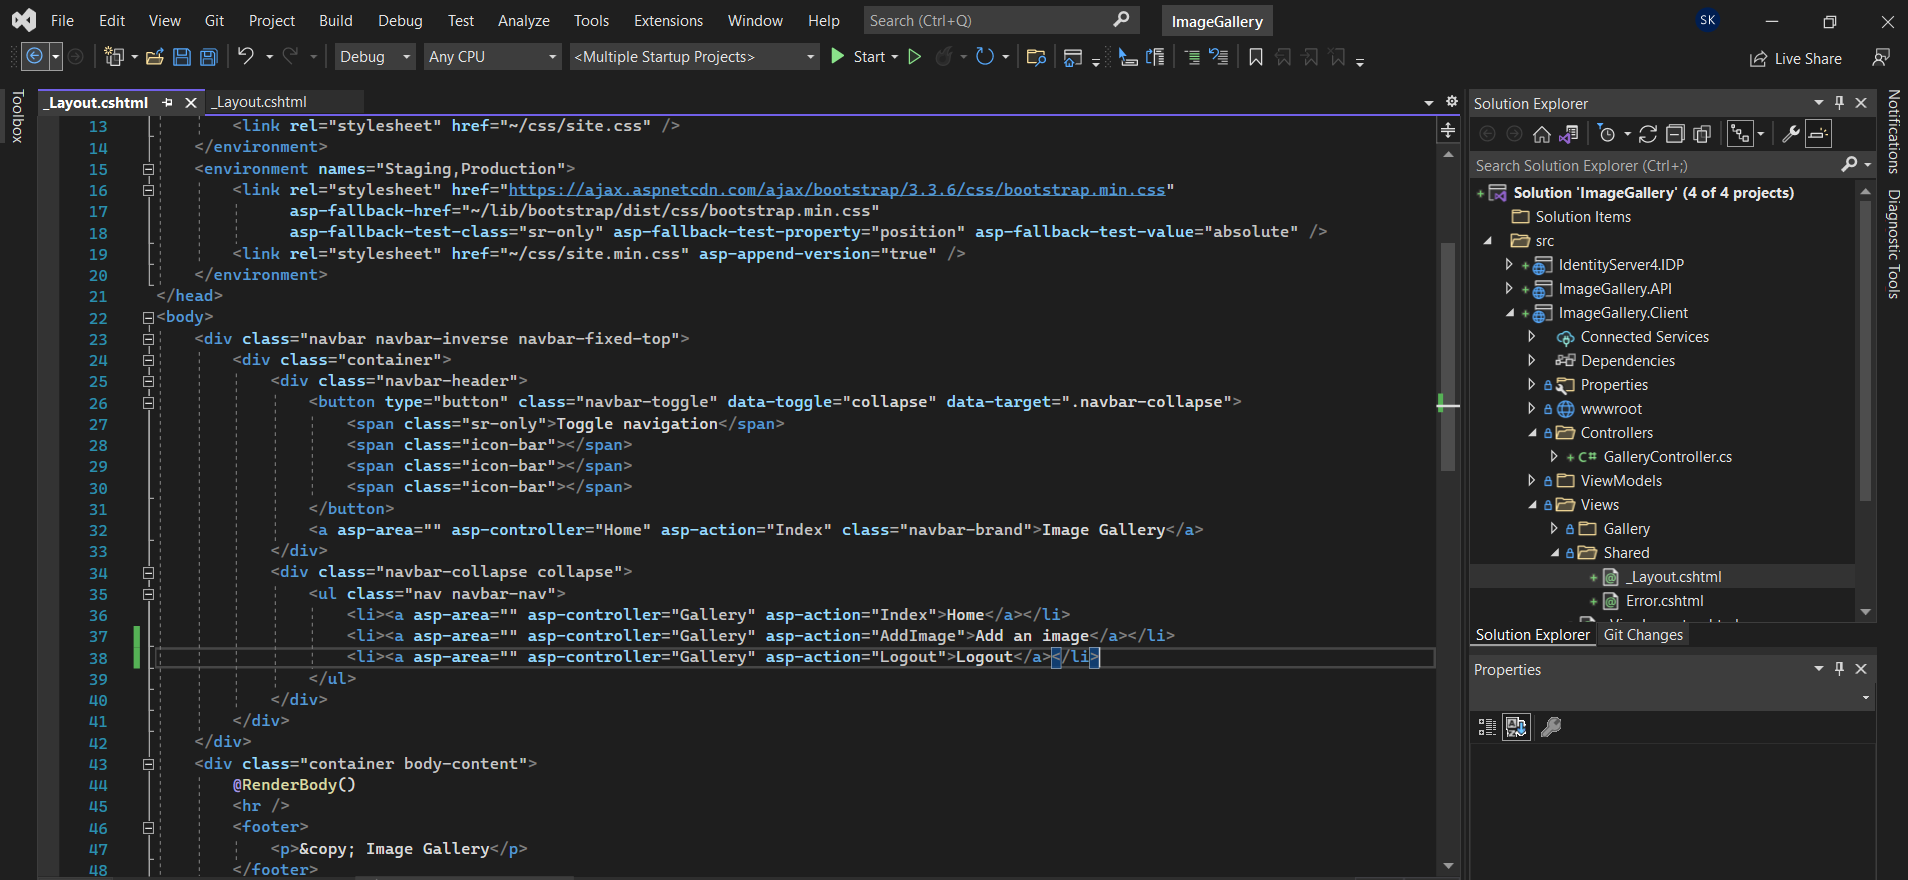 File Edit View Git Project Build Debug Test Analyze Tools Extensions Window Help Search (Ctrl+Q) ImageGallery SK
Debug Any CPU <Multiple Startup Projects> Start Live Share
Toolbox
_Layout.cshtml _Layout.cshtml
13 <link rel="stylesheet" href="~/css/site.css" />
14 </environment>
15 <environment names="Staging,Production">
16 <link rel="stylesheet" href="https://ajax.aspnetcdn.com/ajax/bootstrap/3.3.6/css/bootstrap.min.css"
17 asp-fallback-href="~/lib/bootstrap/dist/css/bootstrap.min.css"
18 asp-fallback-test-class="sr-only" asp-fallback-test-property="position" asp-fallback-test-value="absolute" />
19 <link rel="stylesheet" href="~/css/site.min.css" asp-append-version="true" />
20 </environment>
21 </head>
22 <body>
23 <div class="navbar navbar-inverse navbar-fixed-top">
24 <div class="container">
25 <div class="navbar-header">
26 <button type="button" class="navbar-toggle" data-toggle="collapse" data-target=".navbar-collapse">
27 <span class="sr-only">Toggle navigation</span>
28 <span class="icon-bar"></span>
29 <span class="icon-bar"></span>
30 <span class="icon-bar"></span>
31 </button>
32 <a asp-area="" asp-controller="Home" asp-action="Index" class="navbar-brand">Image Gallery</a>
33 </div>
34 <div class="navbar-collapse collapse">
35 <ul class="nav navbar-nav">
36 <li><a asp-area="" asp-controller="Gallery" asp-action="Index">Home</a></li>
37 <li><a asp-area="" asp-controller="Gallery" asp-action="AddImage">Add an image</a></li>
38 <li><a asp-area="" asp-controller="Gallery" asp-action="Logout">Logout</a></li>
39 </ul>
40 </div>
41 </div>
42 </div>
43 <div class="container body-content">
44 @RenderBody()
45 <hr />
46 <footer>
47 <p>&copy; Image Gallery</p>
48 </footer>
Solution Explorer
Search Solution Explorer (Ctrl+;)
Solution 'ImageGallery' (4 of 4 projects)
Solution Items
src
IdentityServer4.IDP
ImageGallery.API
ImageGallery.Client
Connected Services
Dependencies
Properties
wwwroot
Controllers
C# GalleryController.cs
ViewModels
Views
Gallery
Shared
_Layout.cshtml
Error.cshtml
Solution Explorer Git Changes
Properties
Notifications
Diagnostic Tools